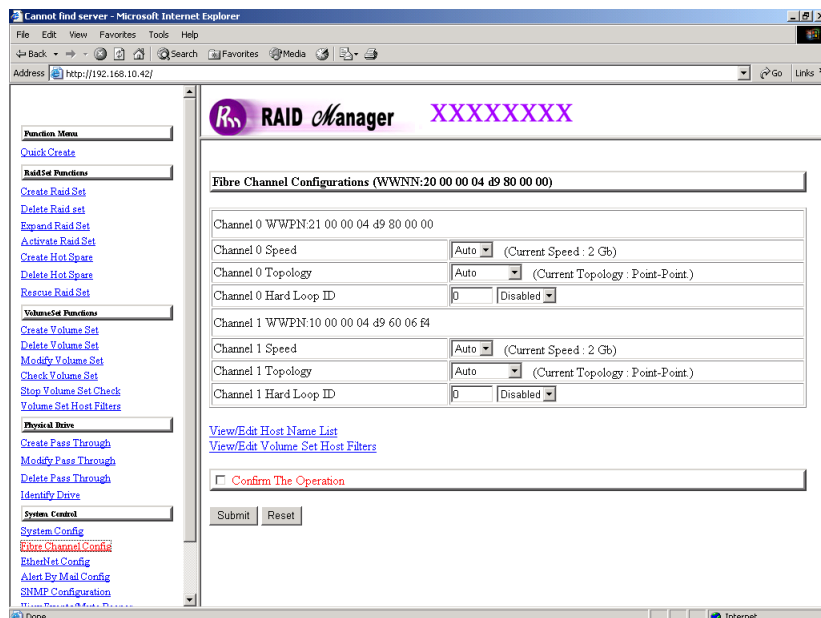 Cannot find server - Microsoft Internet Explorer
File Edit View Favorites Tools Help
Back Search Favorites Media
Address http://192.168.10.42/ Go Links
Function Menu
Quick Create
Raid Set Functions
Create Raid Set
Delete Raid set
Expand Raid Set
Activate Raid Set
Create Hot Spare
Delete Hot Spare
Rescue Raid Set
VolumeSet Functions
Create Volume Set
Delete Volume Set
Modify Volume Set
Check Volume Set
Stop Volume Set Check
Volume Set Host Filters
Physical Drive
Create Pass Through
Modify Pass Through
Delete Pass Through
Identify Drive
System Control
System Config
Fibre Channel Config
EtherNet Config
Alert By Mail Config
SNMP Configuration
RM RAID Manager XXXXXXXX
Fibre Channel Configurations (WWNN:20 00 00 04 d9 80 00 00)
Channel 0 WWPN:21 00 00 04 d9 80 00 00
Channel 0 Speed Auto (Current Speed : 2 Gb)
Channel 0 Topology Auto (Current Topology : Point-Point.)
Channel 0 Hard Loop ID 0 Disabled
Channel 1 WWPN:10 00 00 04 d9 60 06 f4
Channel 1 Speed Auto (Current Speed : 2 Gb)
Channel 1 Topology Auto (Current Topology : Point-Point.)
Channel 1 Hard Loop ID 0 Disabled
View/Edit Host Name List
View/Edit Volume Set Host Filters
Confirm The Operation
Submit Reset
Done Internet